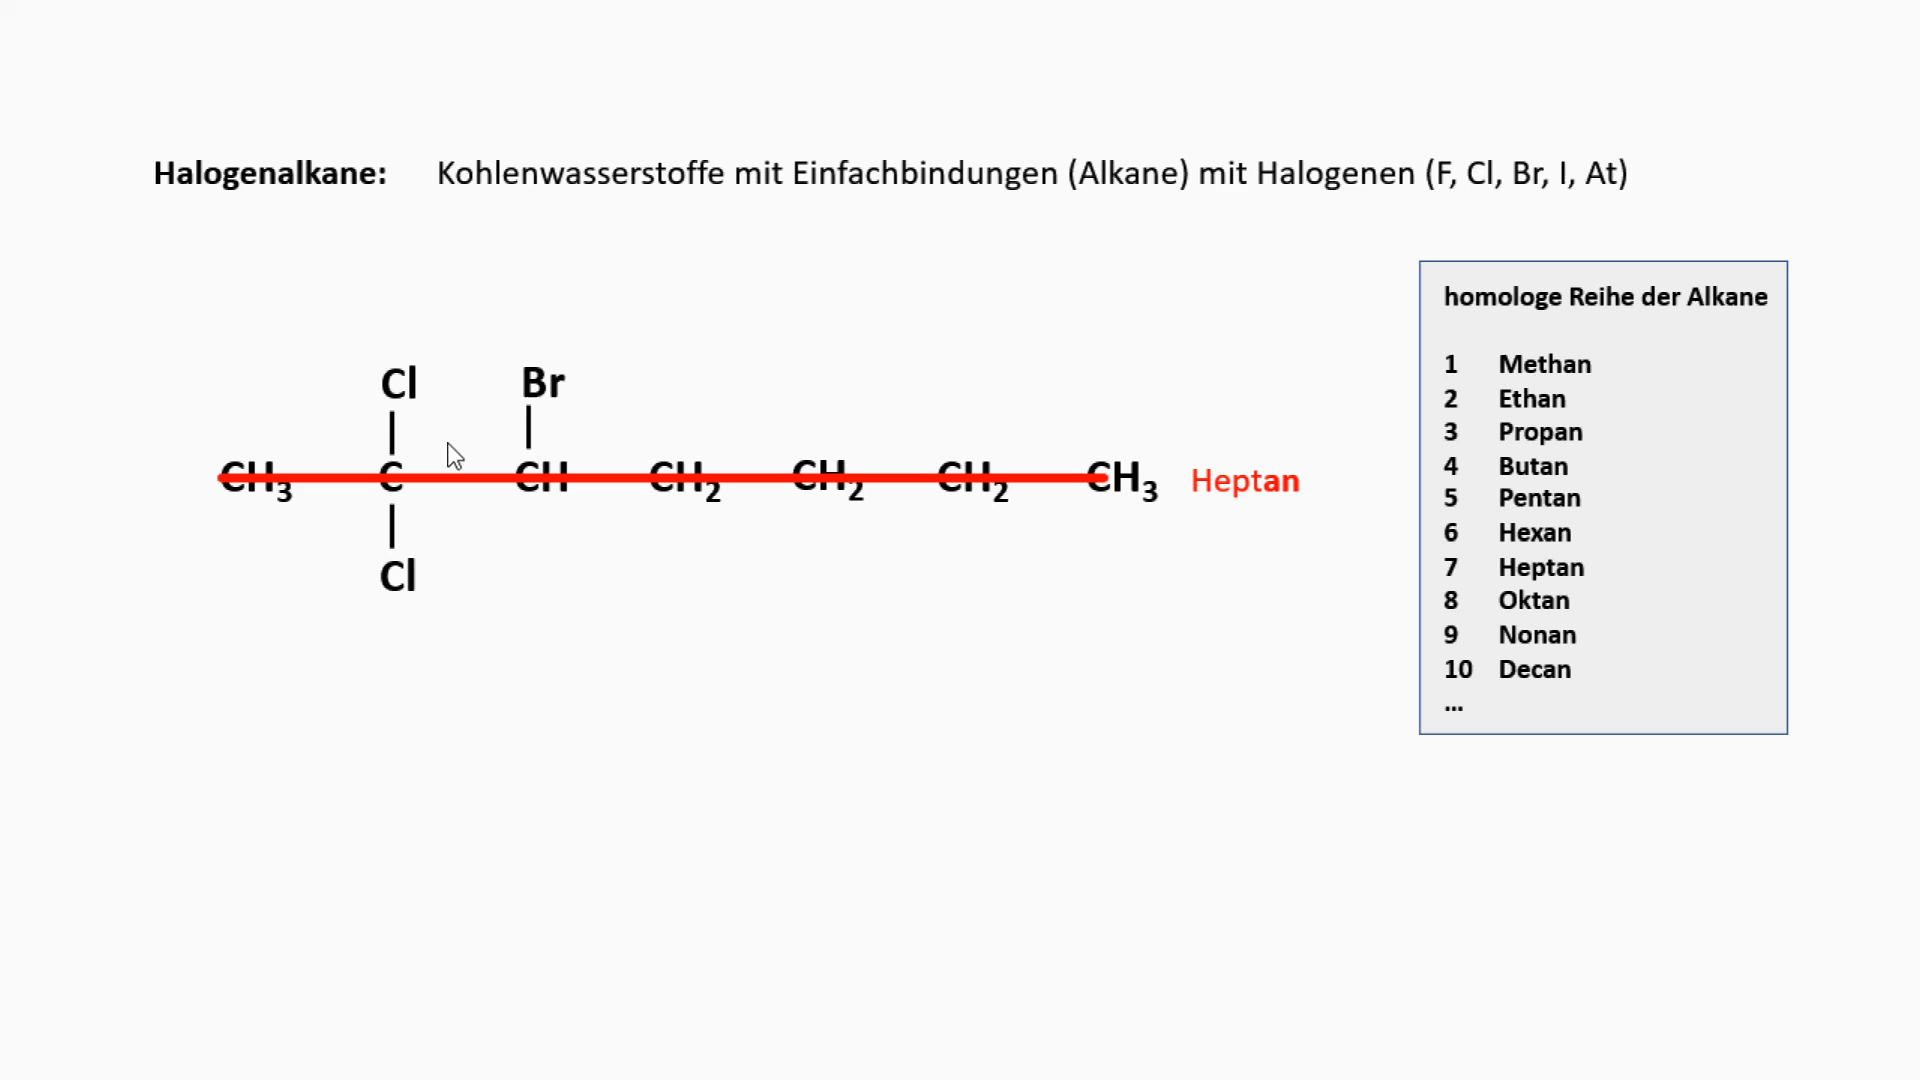 Halogenalkane: Kohlenwasserstoffe mit Einfachbindungen (Alkane) mit Halogenen (F, Cl, Br, I, At)
Cl Br
CH₃ C CH CH₂ CH₂ CH₂ CH₃ Heptan
Cl
homologe Reihe der Alkane
1 Methan
2 Ethan
3 Propan
4 Butan
5 Pentan
6 Hexan
7 Heptan
8 Oktan
9 Nonan
10 Decan
...